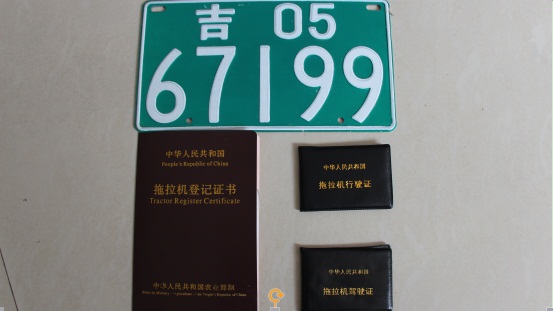 吉 05
67199
中华人民共和国
People's Republic of China
拖拉机登记证书
Tractor Register Certificate
中华人民共和国农业部制
中华人民共和国
拖拉机行驶证
中华人民共和国
拖拉机驾驶证